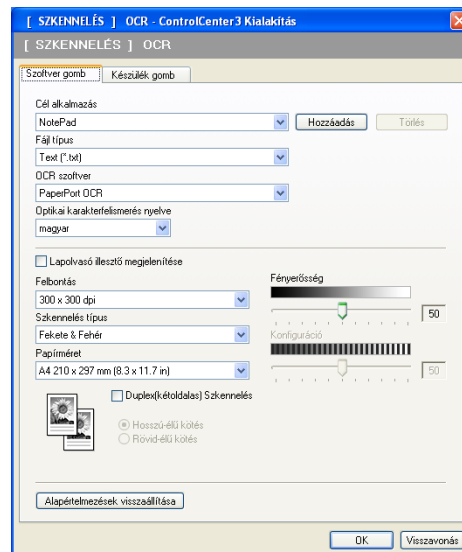 [ SZKENNELÉS ] OCR - ControlCenter3 Kialakítás
[ SZKENNELÉS ] OCR
Szoftver gomb Készülék gomb
Cél alkalmazás
NotePad Hozzáadás Törlés
Fájl típus
Text (*.txt)
OCR szoftver
PaperPort OCR
Optikai karakterfelismerés nyelve
magyar
Lapolvasó illesztő megjelenítése
Felbontás Fényerősség
300 x 300 dpi 50
Szkennelés típus
Fekete & Fehér Konfiguráció
Papírméret
A4 210 x 297 mm (8.3 x 11.7 in) 50
Duplex(kétoldalas) Szkennelés
Hosszú-élű kötés
Rövid-élű kötés
Alapértelmezések visszaállítása
OK Visszavonás